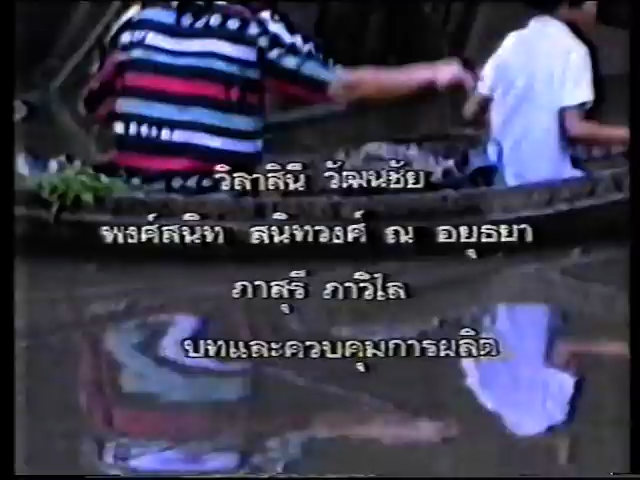 วิลาสินี วัฒนชัย
พงศ์สนิท สนิทวงศ์ ณ อยุธยา
ภาสุรี ภาวิไล
บทและควบคุมการผลิต